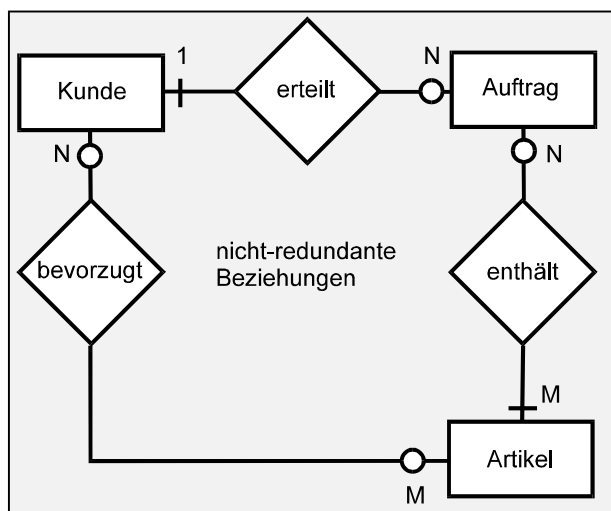 1
N
Kunde
erteilt
Auftrag
N
N
bevorzugt
nicht-redundante
Beziehungen
enthält
M
Artikel
M